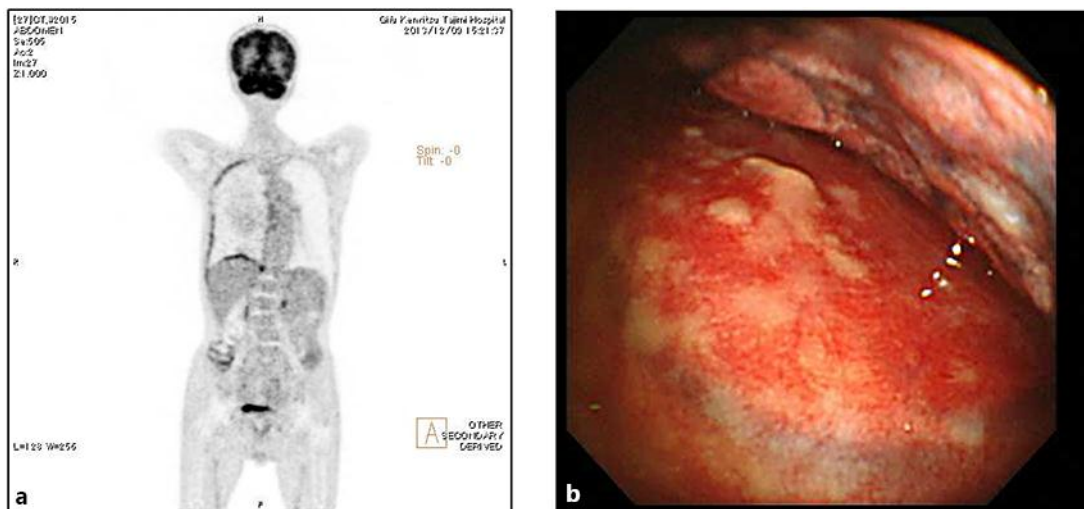 [27]CT,92015
ABDOMEN
Se:505
Ac:2
Im:27
Z:1.000
H
Gifu Kenritsu Tajimi Hospital
2013/12/09 15:21:37
Spin: -0
Tilt: -0
R
L
L=128 W=256
A
OTHER
SECONDARY
DERIVED
a
b